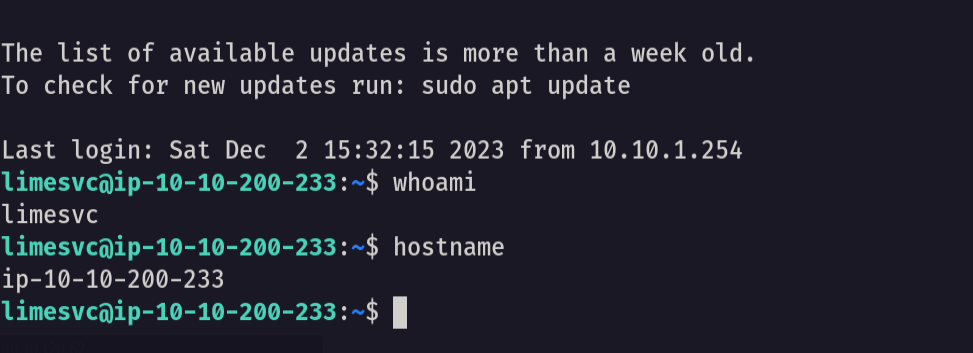 The list of available updates is more than a week old.
To check for new updates run: sudo apt update
Last login: Sat Dec  2 15:32:15 2023 from 10.10.1.254
limesvc@ip-10-10-200-233:~$ whoami
limesvc
limesvc@ip-10-10-200-233:~$ hostname
ip-10-10-200-233
limesvc@ip-10-10-200-233:~$